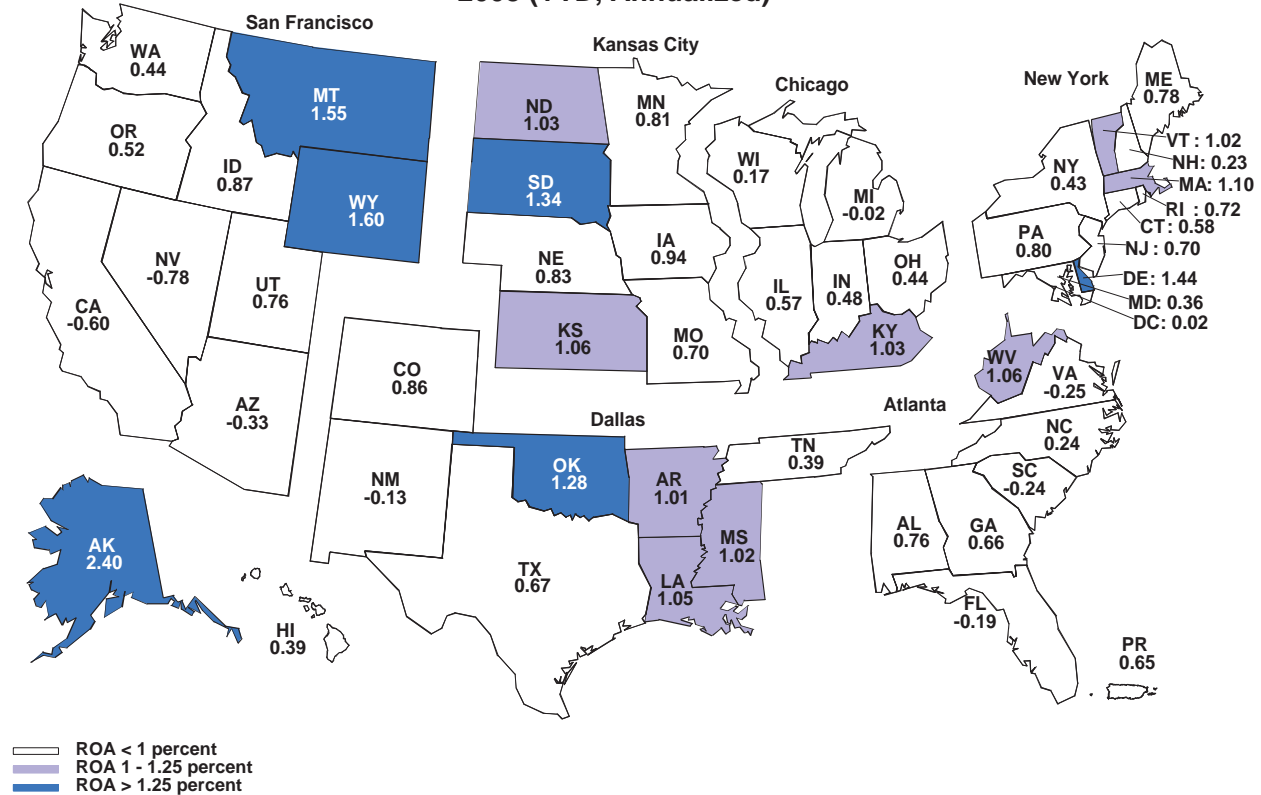 (YTD, Annualized)
San Francisco
Kansas City
Chicago
New York
Dallas
Atlanta
WA
0.44
OR
0.52
ID
0.87
MT
1.55
WY
1.60
NV
-0.78
UT
0.76
CA
-0.60
AZ
-0.33
AK
2.40
HI
0.39
ND
1.03
MN
0.81
SD
1.34
IA
0.94
NE
0.83
KS
1.06
MO
0.70
WI
0.17
MI
-0.02
IL
0.57
IN
0.48
OH
0.44
KY
1.03
ME
0.78
VT : 1.02
NH: 0.23
MA: 1.10
RI : 0.72
CT: 0.58
NJ : 0.70
DE: 1.44
MD: 0.36
DC: 0.02
NY
0.43
PA
0.80
CO
0.86
NM
-0.13
OK
1.28
TX
0.67
AR
1.01
LA
1.05
MS
1.02
TN
0.39
WV
1.06
VA
-0.25
NC
0.24
SC
-0.24
AL
0.76
GA
0.66
FL
-0.19
PR
0.65
ROA < 1 percent
ROA 1 - 1.25 percent
ROA > 1.25 percent